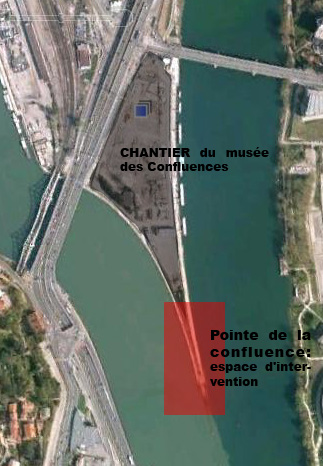 CHANTIER du musée
des Confluences
Pointe de la
confluence:
espace d'inter-
vention